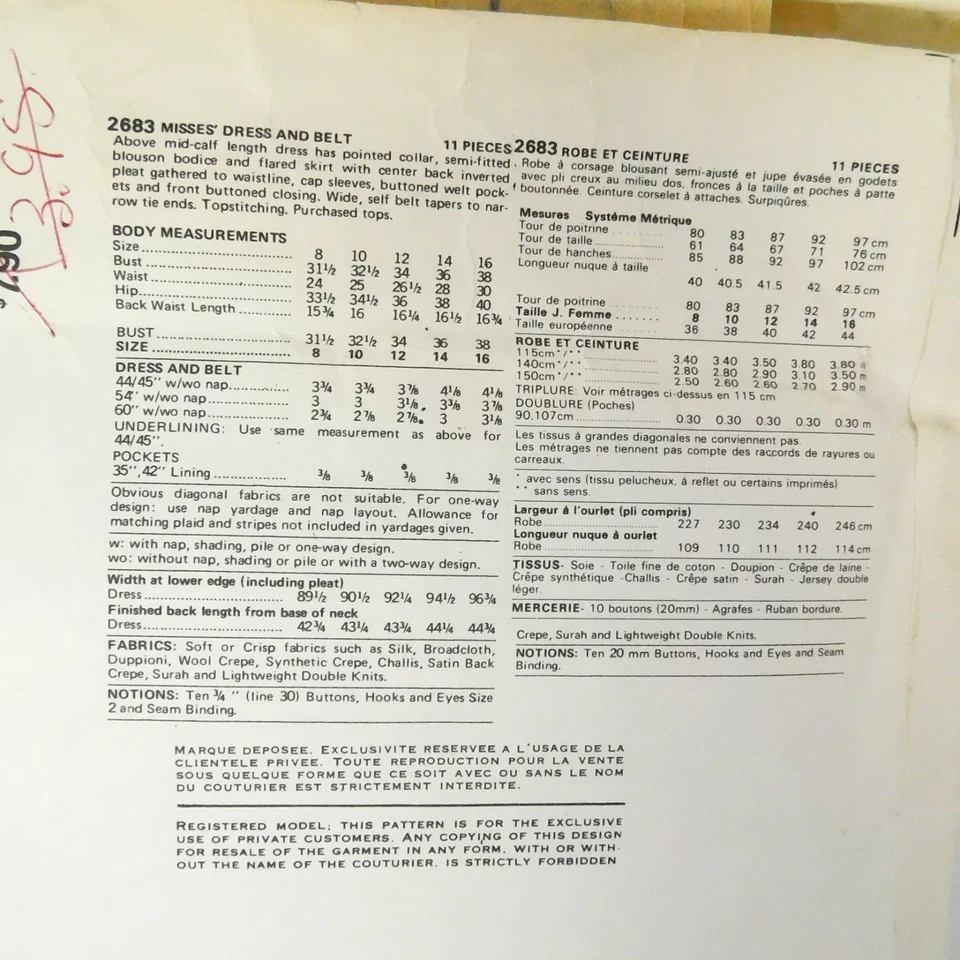 3.95
$7.90
2683 MISSES' DRESS AND BELT 11 PIECES
Above mid-calf length dress has pointed collar, semi-fitted
blouson bodice and flared skirt with center back inverted
pleat gathered to waistline, cap sleeves, buttoned welt pock-
ets and front buttoned closing. Wide, self belt tapers to nar-
row tie ends. Topstitching. Purchased tops.
BODY MEASUREMENTS
Size 8 10 12 14 16
Bust 31½ 32½ 34 36 38
Waist 24 25 26½ 28 30
Hip 33½ 34½ 36 38 40
Back Waist Length 15¾ 16 16¼ 16½ 16¾
BUST 31½ 32½ 34 36 38
SIZE 8 10 12 14 16
DRESS AND BELT
44/45" w/wo nap 3¾ 3¾ 3⅞ 4⅛ 4⅛
54" w/wo nap 3 3 3⅛ 3⅜ 3⅞
60" w/wo nap 2¾ 2⅞ 2⅞ 3 3⅛
UNDERLINING: Use same measurement as above for
44/45".
POCKETS
35",42" Lining ⅜ ⅜ ⅜ ⅜ ⅜
Obvious diagonal fabrics are not suitable. For one-way
design: use nap yardage and nap layout. Allowance for
matching plaid and stripes not included in yardages given.
w: with nap, shading, pile or one-way design.
wo: without nap, shading or pile or with a two-way design.
Width at lower edge (including pleat)
Dress 89½ 90½ 92¼ 94½ 96¾
Finished back length from base of neck
Dress 42¾ 43¼ 43¾ 44¼ 44¾
FABRICS: Soft or Crisp fabrics such as Silk, Broadcloth,
Duppioni, Wool Crepe, Synthetic Crepe, Challis, Satin Back
Crepe, Surah and Lightweight Double Knits.
NOTIONS: Ten ¾ " (line 30) Buttons, Hooks and Eyes Size
2 and Seam Binding.
2683 ROBE ET CEINTURE 11 PIECES
Robe à corsage blousant semi-ajusté et jupe évasée en godets
avec pli creux au milieu dos, fronces à la taille et poches à patte
boutonnée. Ceinture corselet à attaches. Surpiqûres.
Mesures Système Métrique
Tour de poitrine 80 83 87 92 97 cm
Tour de taille 61 64 67 71 76 cm
Tour de hanches 85 88 92 97 102 cm
Longueur nuque à taille
40 40.5 41.5 42 42.5 cm
Tour de poitrine 80 83 87 92 97 cm
Taille J. Femme 8 10 12 14 16
Taille européenne 36 38 40 42 44
ROBE ET CEINTURE
115cm*/** 3.40 3.40 3.50 3.80 3.80 m
140cm*/** 2.80 2.80 2.90 3.10 3.50 m
150cm*/** 2.50 2.60 2.60 2.70 2.90 m
TRIPLURE: Voir métrages ci-dessus en 115 cm
DOUBLURE (Poches)
90,107cm 0.30 0.30 0.30 0.30 0.30 m
Les tissus à grandes diagonales ne conviennent pas.
Les métrages ne tiennent pas compte des raccords de rayures ou
carreaux.
* avec sens (tissu pelucheux, à reflet ou certains imprimés)
** sans sens.
Largeur à l'ourlet (pli compris)
Robe 227 230 234 240 246 cm
Longueur nuque à ourlet
Robe 109 110 111 112 114 cm
TISSUS- Soie - Toile fine de coton - Doupion - Crêpe de laine -
Crêpe synthétique -Challis - Crêpe satin - Surah - Jersey double
léger.
MERCERIE- 10 boutons (20mm) - Agrafes - Ruban bordure.
Crepe, Surah and Lightweight Double Knits.
NOTIONS: Ten 20 mm Buttons, Hooks and Eyes and Seam
Binding.
MARQUE DEPOSEE. EXCLUSIVITE RESERVEE A L'USAGE DE LA
CLIENTELE PRIVEE. TOUTE REPRODUCTION POUR LA VENTE
SOUS QUELQUE FORME QUE CE SOIT AVEC OU SANS LE NOM
DU COUTURIER EST STRICTEMENT INTERDITE.
REGISTERED MODEL; THIS PATTERN IS FOR THE EXCLUSIVE
USE OF PRIVATE CUSTOMERS. ANY COPYING OF THIS DESIGN
FOR RESALE OF THE GARMENT IN ANY FORM, WITH OR WITH-
OUT THE NAME OF THE COUTURIER, IS STRICTLY FORBIDDEN